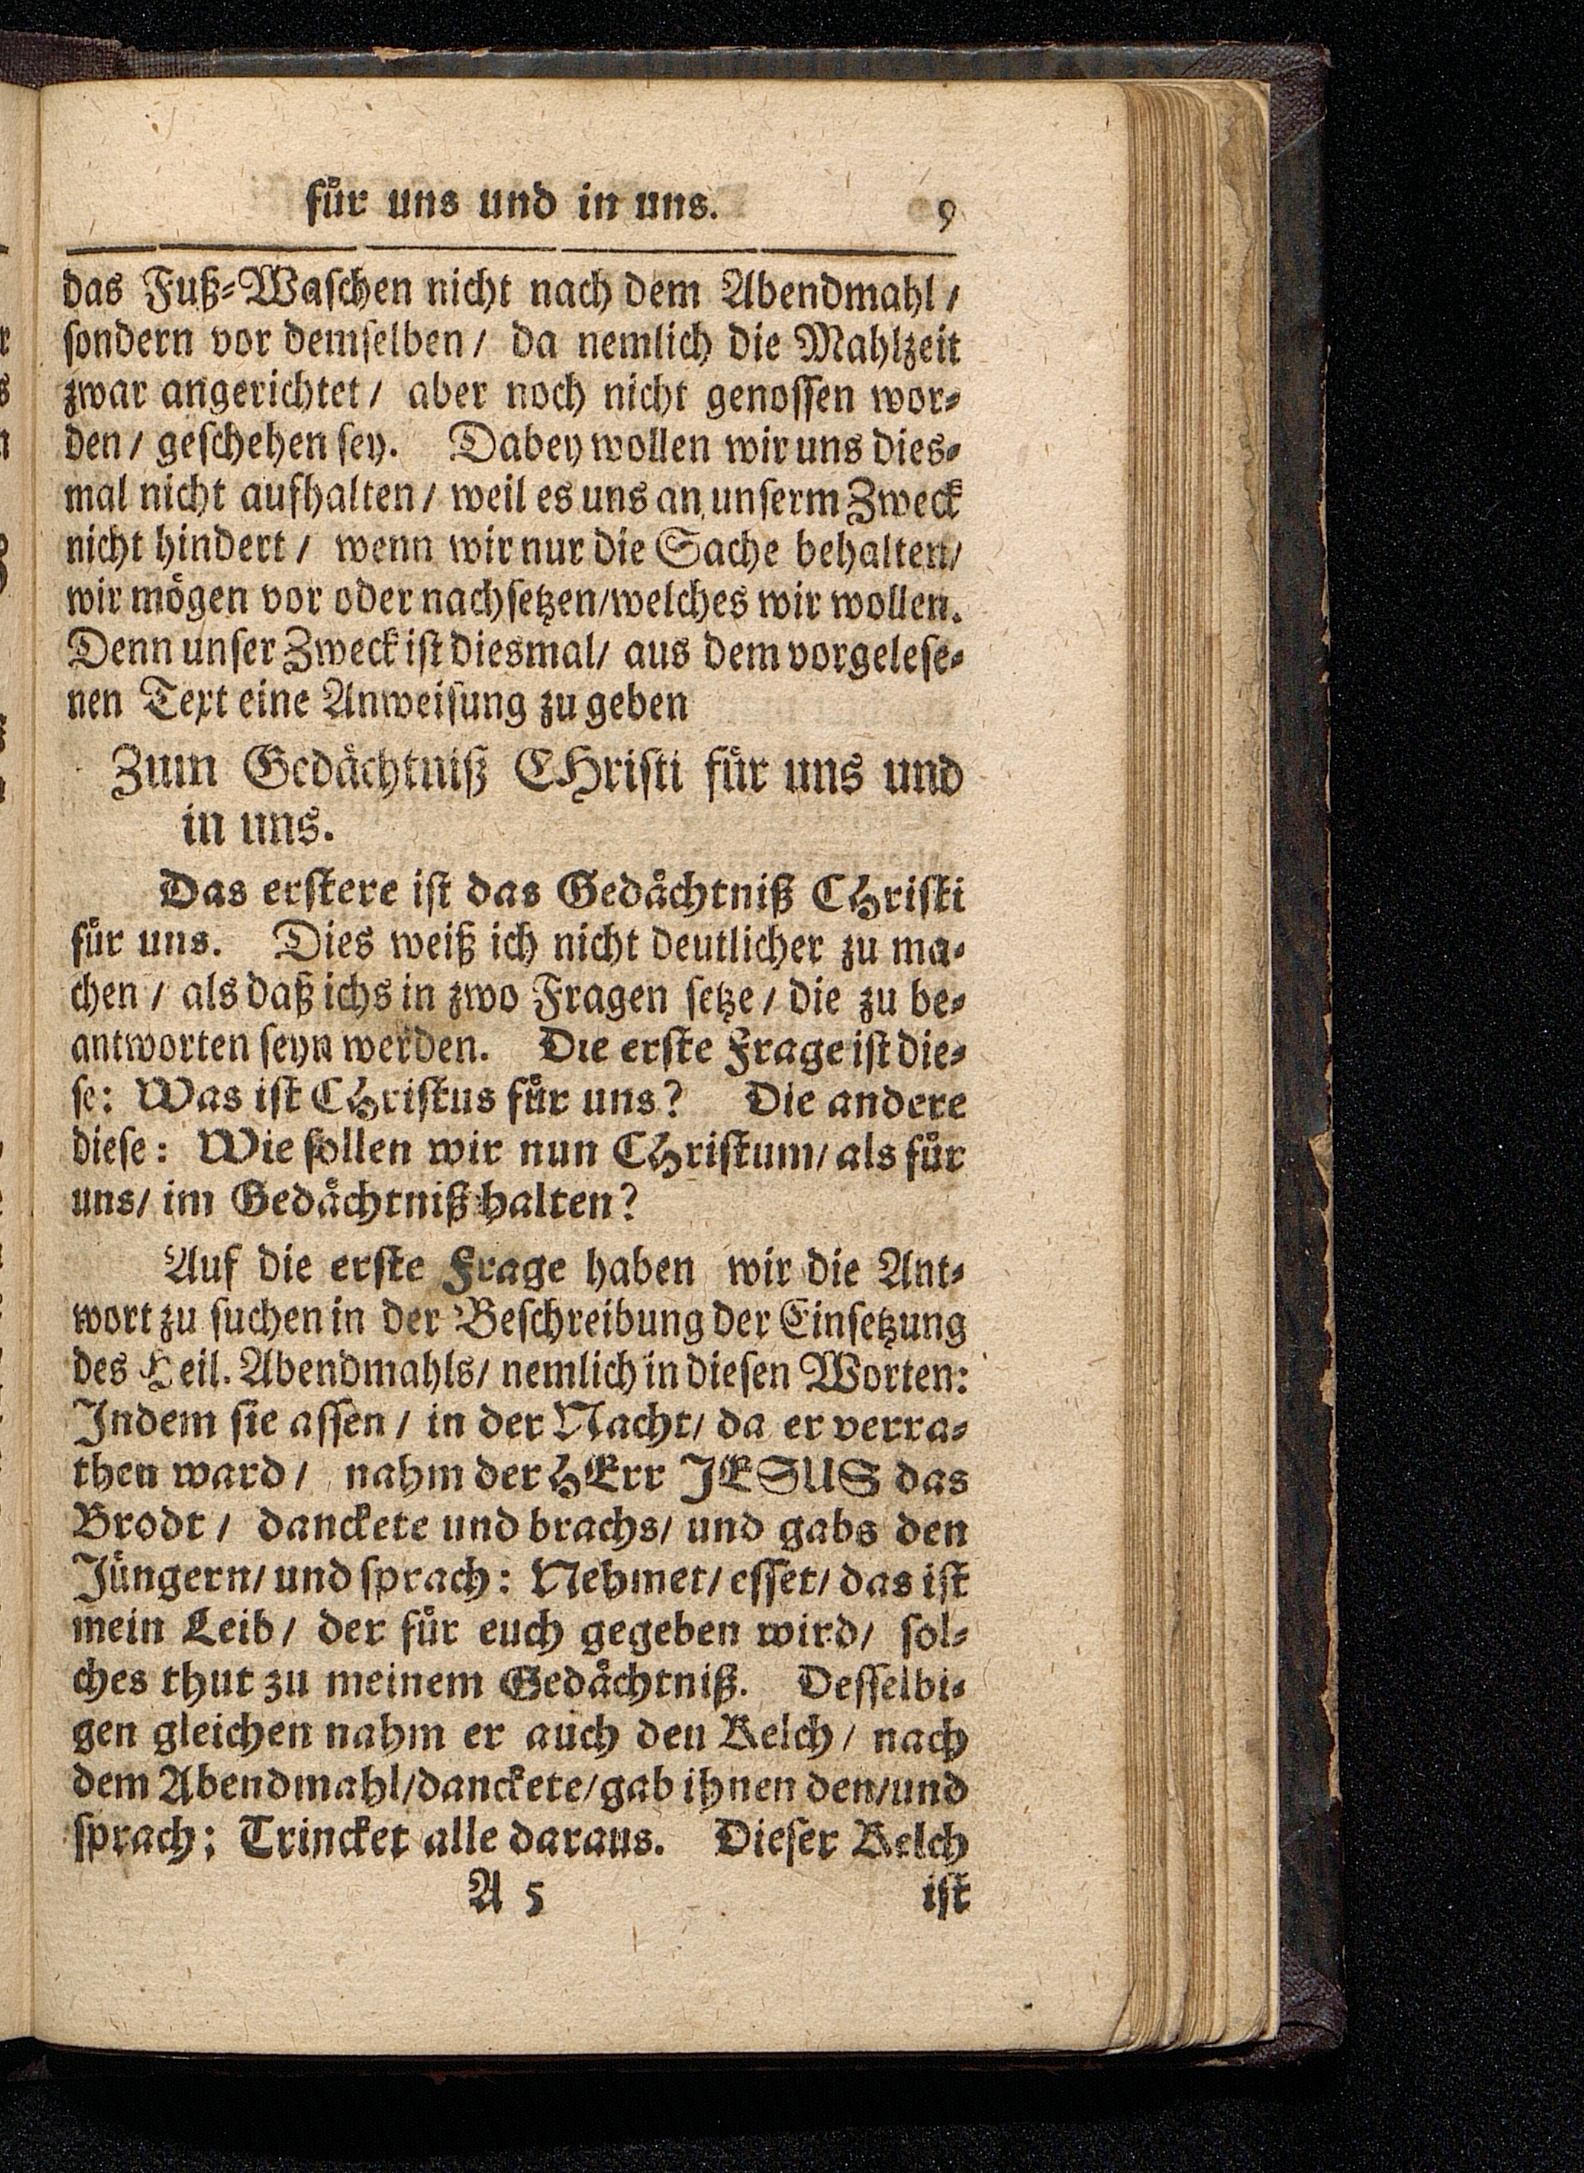 für uns und in uns. 9
das Fuß-Waschen nicht nach dem Abendmahl /
sondern vor demselben / da nemlich die Mahlzeit
zwar angerichtet / aber noch nicht genossen wor-
den / geschehen sey. Dabey wollen wir uns dies-
mal nicht aufhalten / weil es uns an unserm Zweck
nicht hindert / wenn wir nur die Sache behalten/
wir mögen vor oder nachsetzen/welches wir wollen.
Denn unser Zweck ist diesmal/ aus dem vorgelese-
nen Text eine Anweisung zu geben
Zum Gedächtniß CHristi für uns und
in uns.
Das erstere ist das Gedächtniß CHristi
für uns. Dies weiß ich nicht deutlicher zu ma-
chen / als daß ichs in zwo Fragen setze / die zu be-
antworten seyn werden. Die erste Frage ist die-
se: Was ist CHristus für uns? Die andere
diese: Wie sollen wir nun CHristum/ als für
uns/ im Gedächtniß halten?
Auf die erste Frage haben wir die Ant-
wort zu suchen in der Beschreibung der Einsetzung
des Heil. Abendmahls/ nemlich in diesen Worten:
Indem sie assen / in der Nacht/ da er verra-
then ward / nahm der HErr JESUS das
Brodt / danckete und brachs/ und gabs den
Jüngern/ und sprach: Nehmet/ esset/ das ist
mein Leib / der für euch gegeben wird/ sol-
ches thut zu meinem Gedächtniß. Desselbi-
gen gleichen nahm er auch den Kelch / nach
dem Abendmahl/danckete/gab ihnen den/und
sprach; Trincket alle daraus. Dieser Kelch
A 5 ist